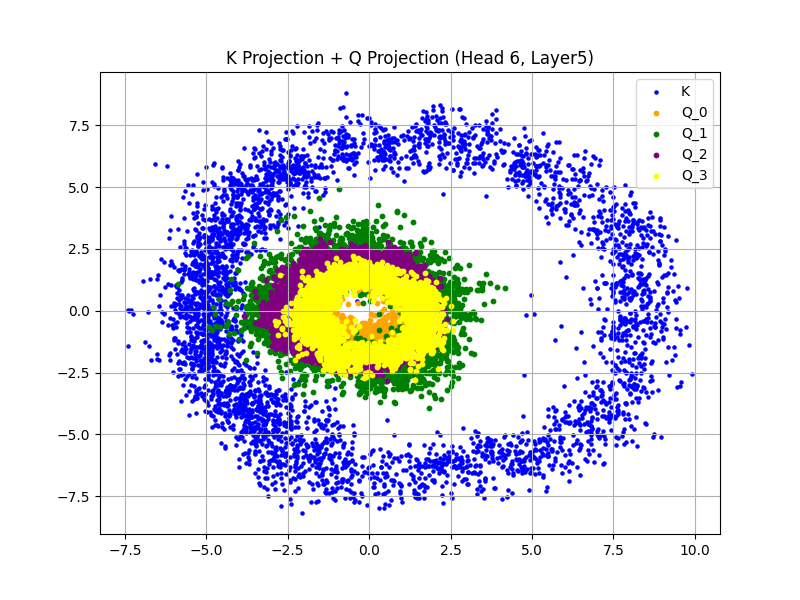 K Projection + Q Projection (Head 6, Layer5)
K
Q_0
Q_1
Q_2
Q_3
7.5
5.0
2.5
0.0
−2.5
−5.0
−7.5
−7.5 −5.0 −2.5 0.0 2.5 5.0 7.5 10.0